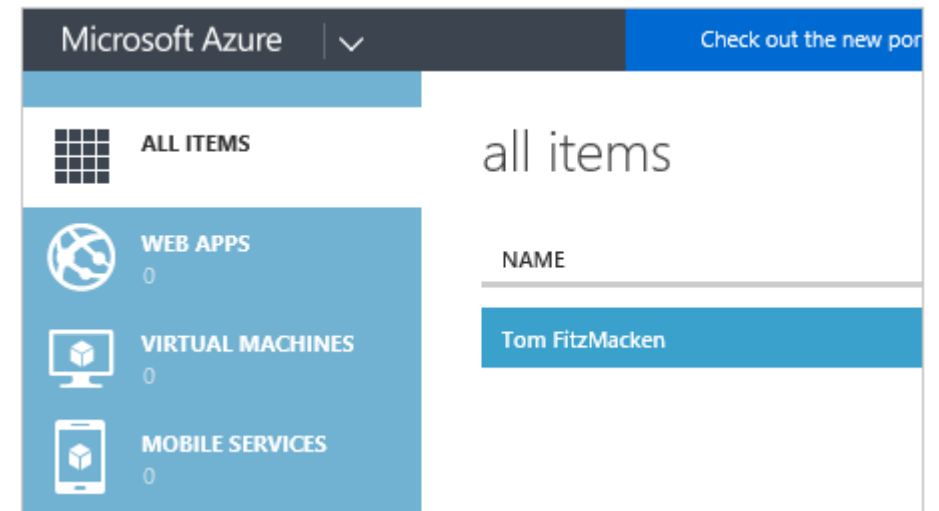 Microsoft Azure
Check out the new por
ALL ITEMS
WEB APPS
0
VIRTUAL MACHINES
0
MOBILE SERVICES
0
all items
NAME
Tom FitzMacken